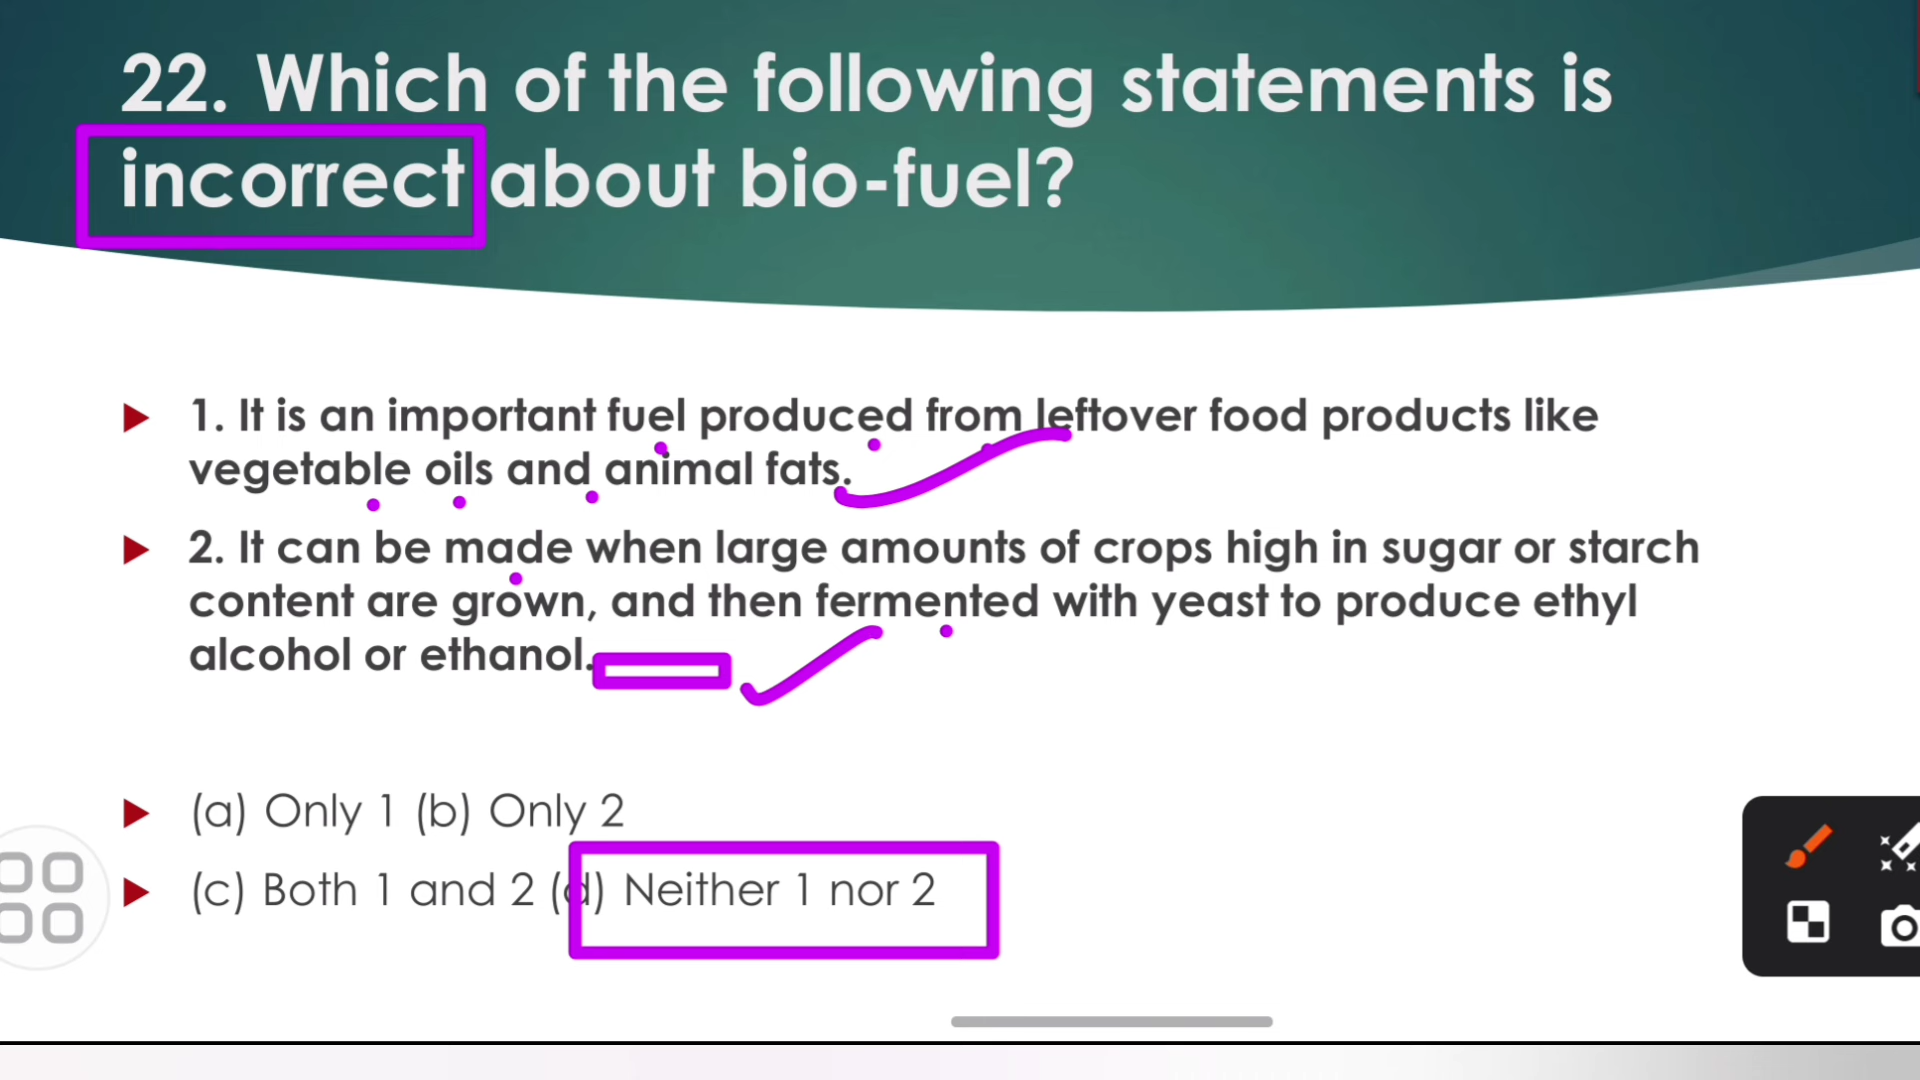 22. Which of the following statements is
incorrect about bio-fuel?
1. It is an important fuel produced from leftover food products like
vegetable oils and animal fats.
2. It can be made when large amounts of crops high in sugar or starch
content are grown, and then fermented with yeast to produce ethyl
alcohol or ethanol.
(a) Only 1 (b) Only 2
(c) Both 1 and 2 (d) Neither 1 nor 2